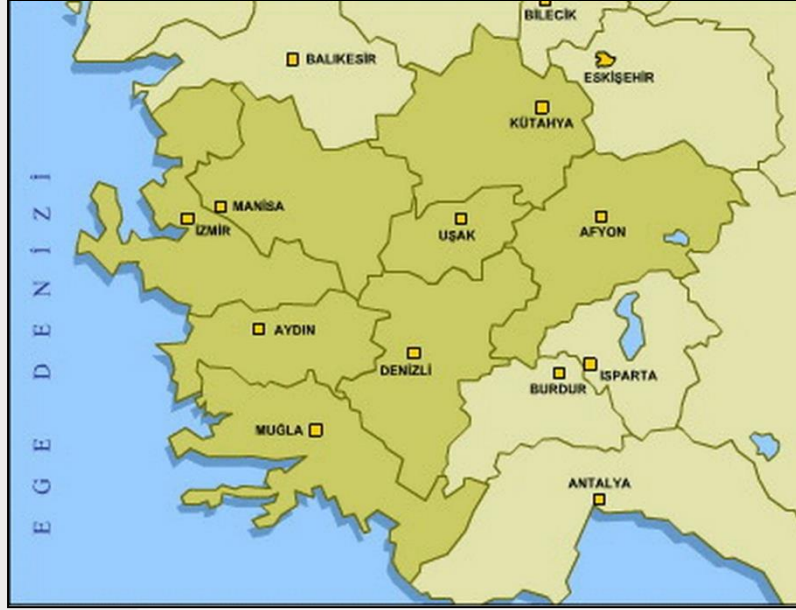 BİLECİK
BALIKESİR
ESKİŞEHİR
KÜTAHYA
MANİSA
İZMİR
UŞAK
AFYON
AYDIN
DENİZLİ
ISPARTA
BURDUR
MUĞLA
ANTALYA
EGE DENİZİ